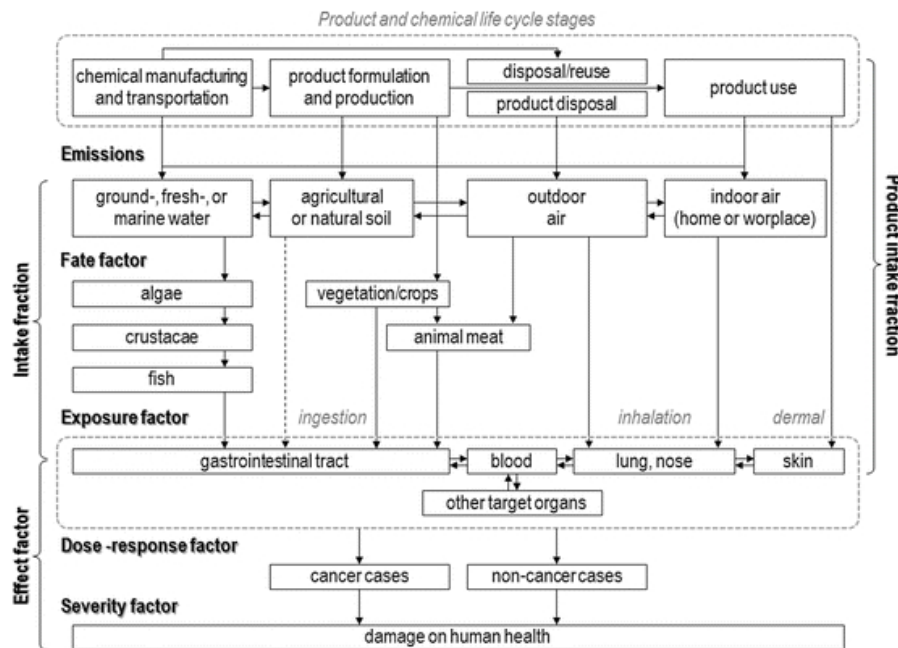 Product and chemical life cycle stages
chemical manufacturing
and transportation
product formulation
and production
disposal/reuse
product disposal
product use
Emissions
ground-, fresh-, or
marine water
agricultural
or natural soil
outdoor
air
indoor air
(home or worplace)
Fate factor
algae
vegetation/crops
crustacae
animal meat
fish
Exposure factor
ingestion
inhalation
dermal
gastrointestinal tract
blood
lung, nose
skin
other target organs
Dose -response factor
cancer cases
non-cancer cases
Severity factor
damage on human health
Intake fraction
Effect factor
Product intake fraction